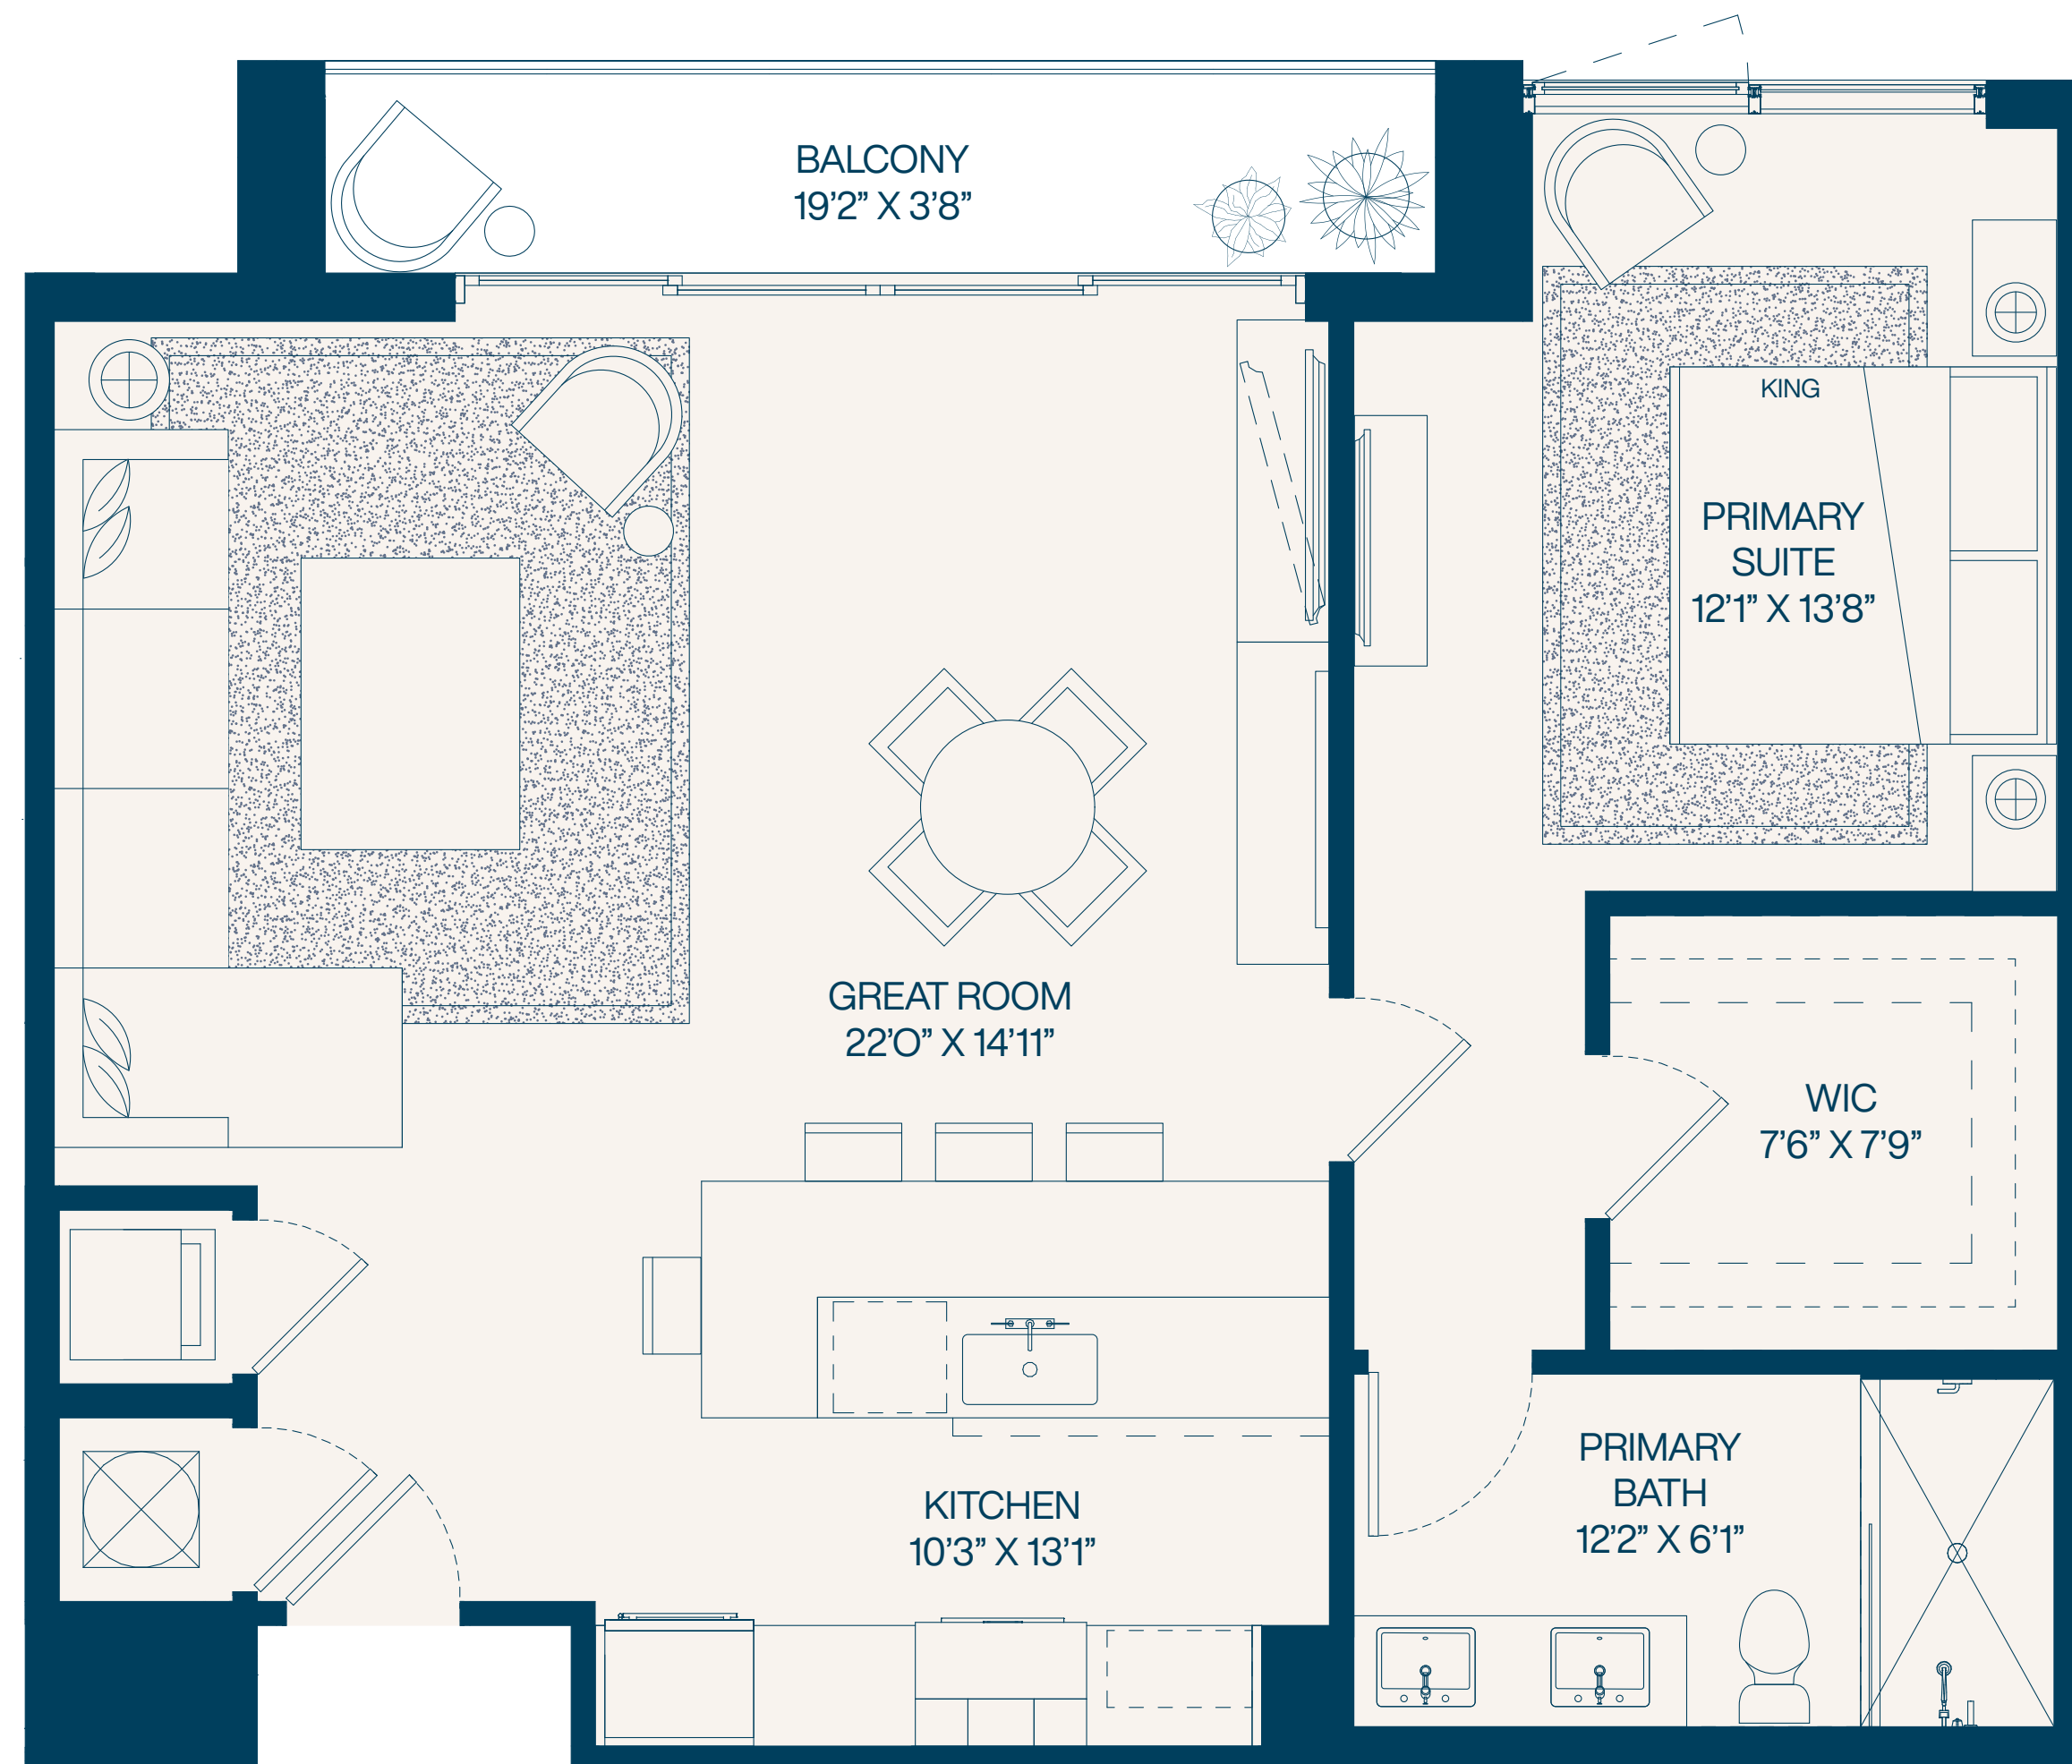 BALCONY
19’2” X 3’8”
KING
PRIMARY
SUITE
12’1” X 13’8”
GREAT ROOM
22’0” X 14’11”
WIC
7’6” X 7’9”
KITCHEN
10’3” X 13’1”
PRIMARY
BATH
12’2” X 6’1”